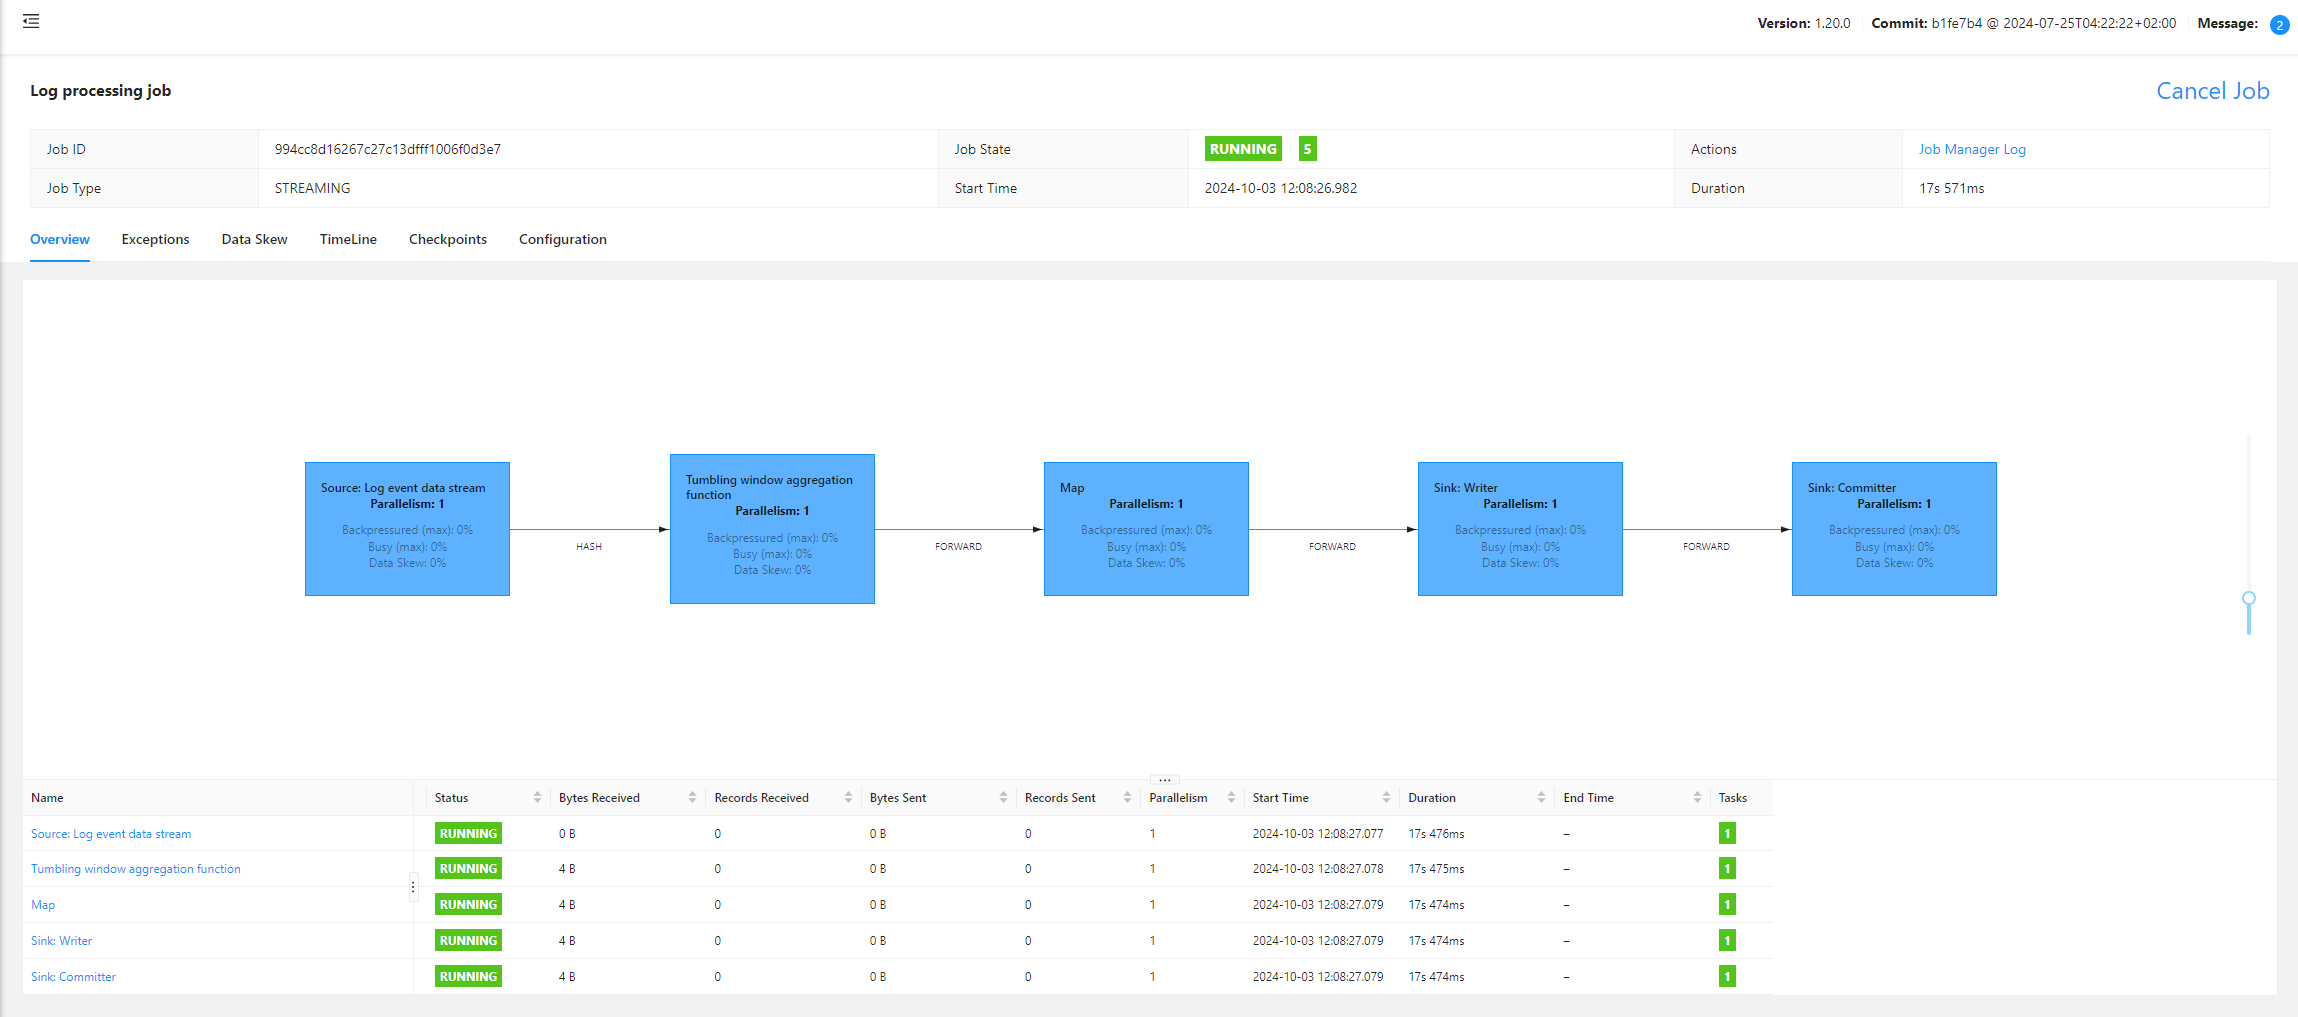 Version: 1.20.0 Commit: b1fe7b4 @ 2024-07-25T04:22:22+02:00 Message: 2
Log processing job Cancel Job
Job ID 994cc8d16267c27c13dfff1006f0d3e7 Job State RUNNING 5 Actions Job Manager Log
Job Type STREAMING Start Time 2024-10-03 12:08:26.982 Duration 17s 571ms
Overview Exceptions Data Skew TimeLine Checkpoints Configuration
Source: Log event data stream
Parallelism: 1
Backpressured (max): 0%
Busy (max): 0%
Data Skew: 0%
HASH
Tumbling window aggregation
function
Parallelism: 1
Backpressured (max): 0%
Busy (max): 0%
Data Skew: 0%
FORWARD
Map
Parallelism: 1
Backpressured (max): 0%
Busy (max): 0%
Data Skew: 0%
FORWARD
Sink: Writer
Parallelism: 1
Backpressured (max): 0%
Busy (max): 0%
Data Skew: 0%
FORWARD
Sink: Committer
Parallelism: 1
Backpressured (max): 0%
Busy (max): 0%
Data Skew: 0%
Name Status Bytes Received Records Received Bytes Sent Records Sent Parallelism Start Time Duration End Time Tasks
Source: Log event data stream RUNNING 0 B 0 0 B 0 1 2024-10-03 12:08:27.077 17s 476ms – 1
Tumbling window aggregation function RUNNING 4 B 0 0 B 0 1 2024-10-03 12:08:27.078 17s 475ms – 1
Map RUNNING 4 B 0 0 B 0 1 2024-10-03 12:08:27.079 17s 474ms – 1
Sink: Writer RUNNING 4 B 0 0 B 0 1 2024-10-03 12:08:27.079 17s 474ms – 1
Sink: Committer RUNNING 4 B 0 0 B 0 1 2024-10-03 12:08:27.079 17s 474ms – 1